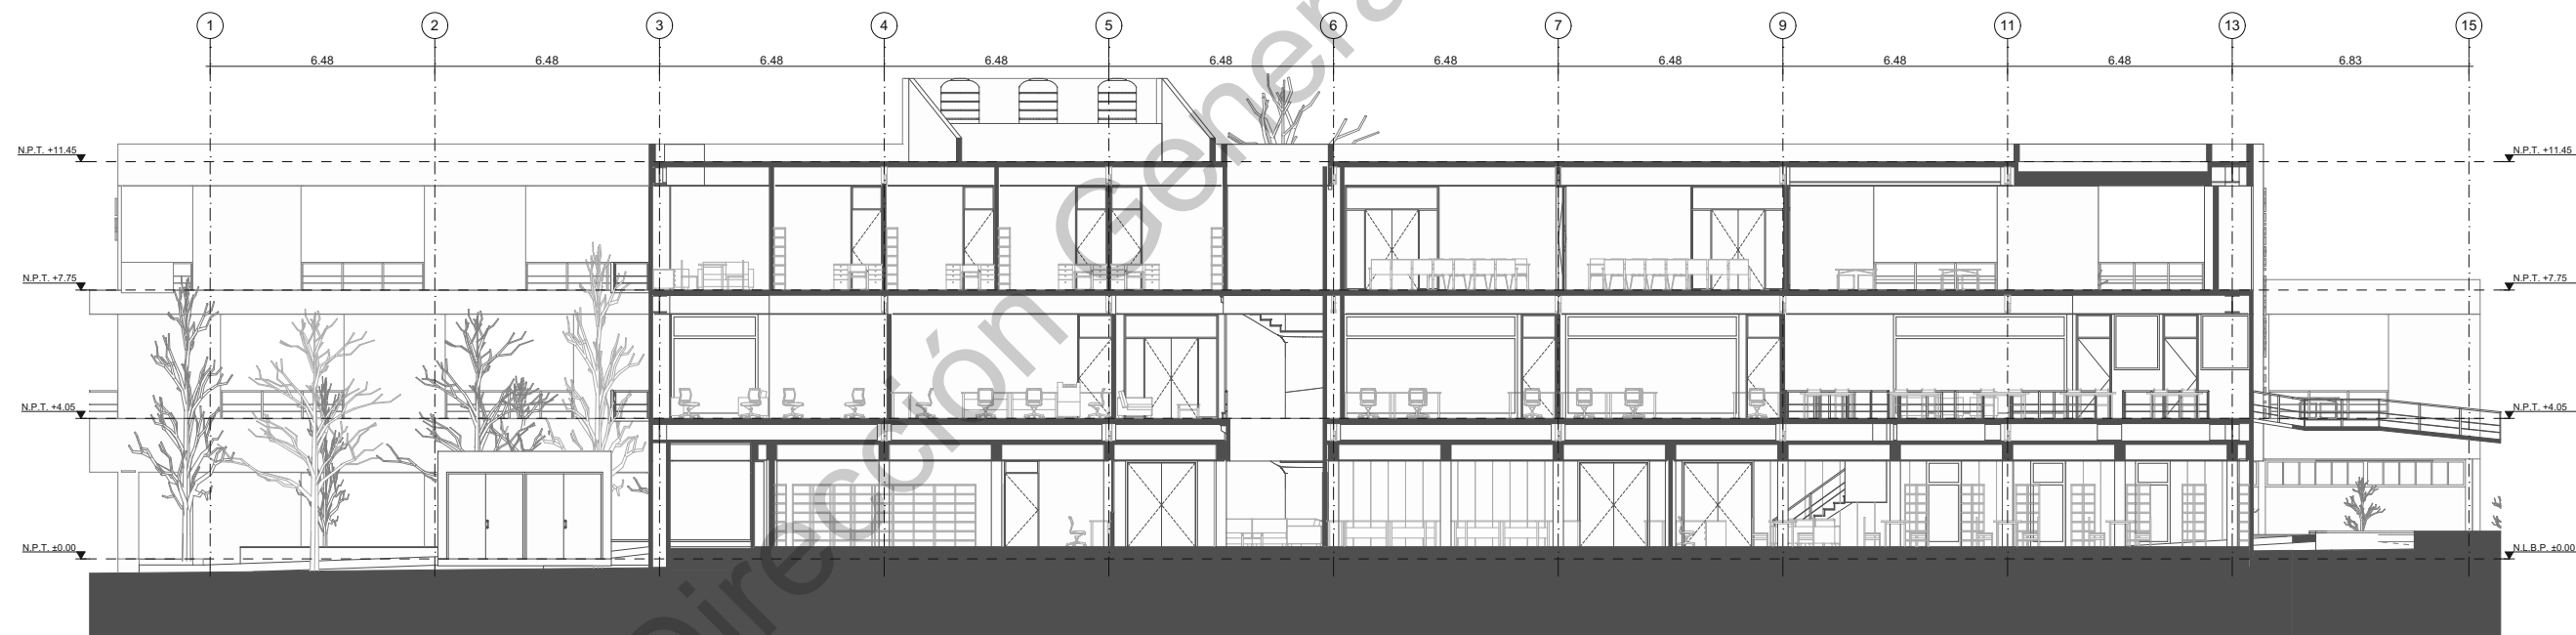 1 2 3 4 5 6 7 9 11 13 15
6.48 6.48 6.48 6.48 6.48 6.48 6.48 6.48 6.48 6.83
N.P.T. +11.45 N.P.T. +11.45
N.P.T. +7.75 N.P.T. +7.75
N.P.T. +4.05 N.P.T. +4.05
N.P.T. ±0.00 N.L.B.P. ±0.00
Dirección Genera